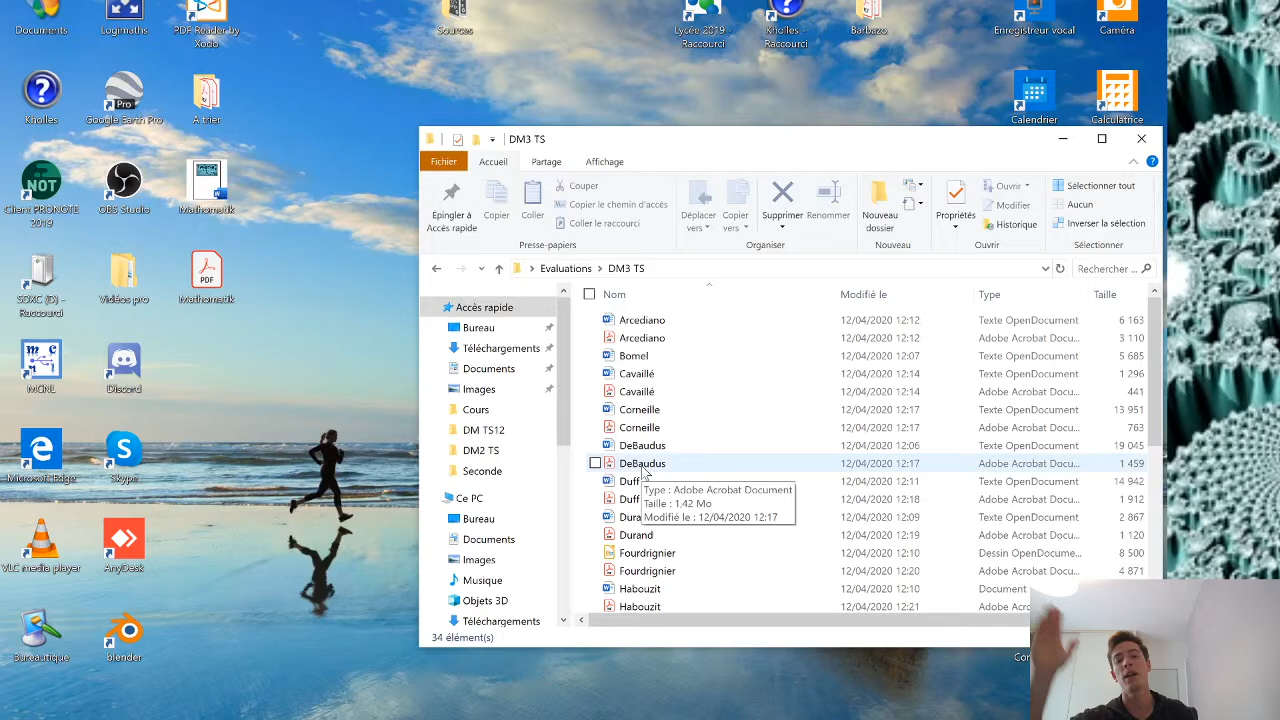 Documents
Logimaths
PDF Reader by
Xodo
Sources
Lycée 2019 -
Raccourci
Kholles -
Raccourci
Barbazo
Enregistreur vocal
Caméra
Kholles
Google Earth Pro
A trier
Calendrier
Calculatrice
NOT
Client PRONOTE
2019
OBS Studio
Mathomatik
SDXC (D) -
Raccourci
Vidéos pro
PDF
Mathomatik
MCNL
Discord
Microsoft Edge
Skype
VLC media player
AnyDesk
Bureautique
blender
DM3 TS
Fichier
Accueil
Partage
Affichage
Épingler à
Accès rapide
Copier
Coller
Couper
Copier le chemin d'accès
Coller le raccourci
Presse-papiers
Déplacer
vers
Copier
vers
Supprimer
Renommer
Organiser
Nouveau
dossier
Nouveau
Propriétés
Ouvrir
Modifier
Historique
Ouvrir
Sélectionner tout
Aucun
Inverser la sélection
Sélectionner
Evaluations > DM3 TS
Rechercher ...
Accès rapide
Bureau
Téléchargements
Documents
Images
Cours
DM TS12
DM2 TS
Seconde
Ce PC
Bureau
Documents
Images
Musique
Objets 3D
Téléchargements
Nom Modifié le Type Taille
Arcediano 12/04/2020 12:12 Texte OpenDocument 6 163
Arcediano 12/04/2020 12:12 Adobe Acrobat Docu... 3 110
Bomel 12/04/2020 12:07 Texte OpenDocument 5 685
Cavaillé 12/04/2020 12:14 Texte OpenDocument 1 296
Cavaillé 12/04/2020 12:14 Adobe Acrobat Docu... 441
Corneille 12/04/2020 12:17 Texte OpenDocument 13 951
Corneille 12/04/2020 12:17 Adobe Acrobat Docu... 763
DeBaudus 12/04/2020 12:06 Texte OpenDocument 19 045
DeBaudus 12/04/2020 12:17 Adobe Acrobat Docu... 1 459
Duff 12/04/2020 12:11 Texte OpenDocument 14 942
Duff 12/04/2020 12:18 Adobe Acrobat Docu... 1 912
Dura 12/04/2020 12:09 Texte OpenDocument 2 867
Durand 12/04/2020 12:19 Adobe Acrobat Docu... 1 120
Fourdrignier 12/04/2020 12:10 Dessin OpenDocume... 8 500
Fourdrignier 12/04/2020 12:20 Adobe Acrobat Docu... 4 871
Habouzit 12/04/2020 12:10 Document
Habouzit 12/04/2020 12:21 Adobe Acro
Type : Adobe Acrobat Document
Taille : 1,42 Mo
Modifié le : 12/04/2020 12:17
34 élément(s)
Cor